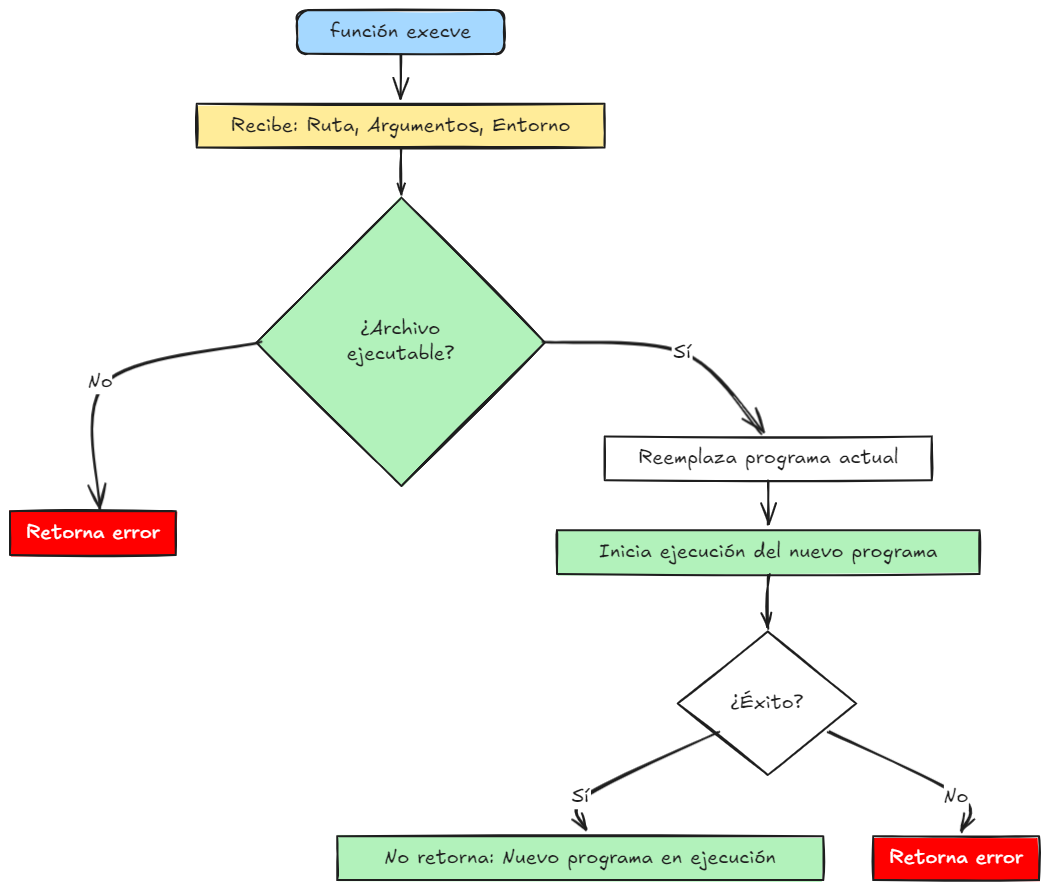 función execve
Recibe: Ruta, Argumentos, Entorno
¿Archivo
ejecutable?
No
Sí
Reemplaza programa actual
Retorna error
Inicia ejecución del nuevo programa
¿Éxito?
Sí
No
No retorna: Nuevo programa en ejecución
Retorna error